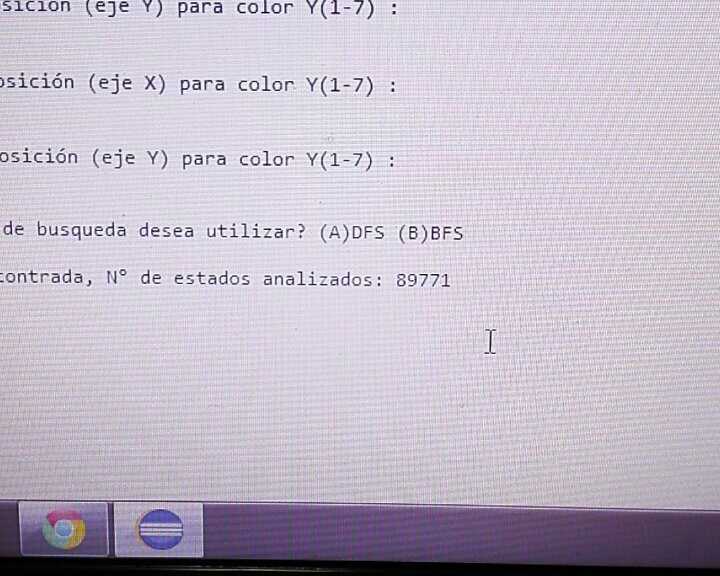 sición (eje Y) para color Y(1-7) :
osición (eje X) para color Y(1-7) :
osición (eje Y) para color Y(1-7) :
de busqueda desea utilizar? (A)DFS (B)BFS
contrada, N° de estados analizados: 89771